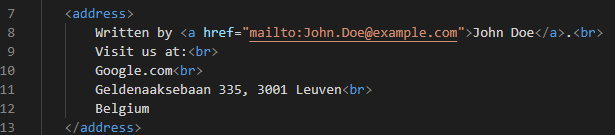 7 <address>
8 Written by <a href="mailto:John.Doe@example.com">John Doe</a>.<br>
9 Visit us at:<br>
10 Google.com<br>
11 Geldenaaksebaan 335, 3001 Leuven<br>
12 Belgium
13 </address>